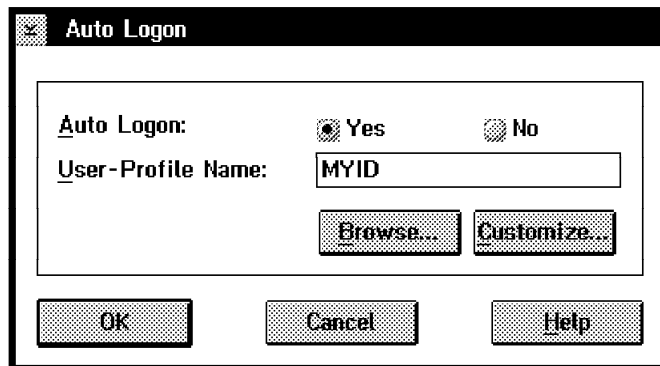 Auto Logon
Auto Logon: Yes No
User-Profile Name: MYID
Browse... Customize...
OK Cancel Help